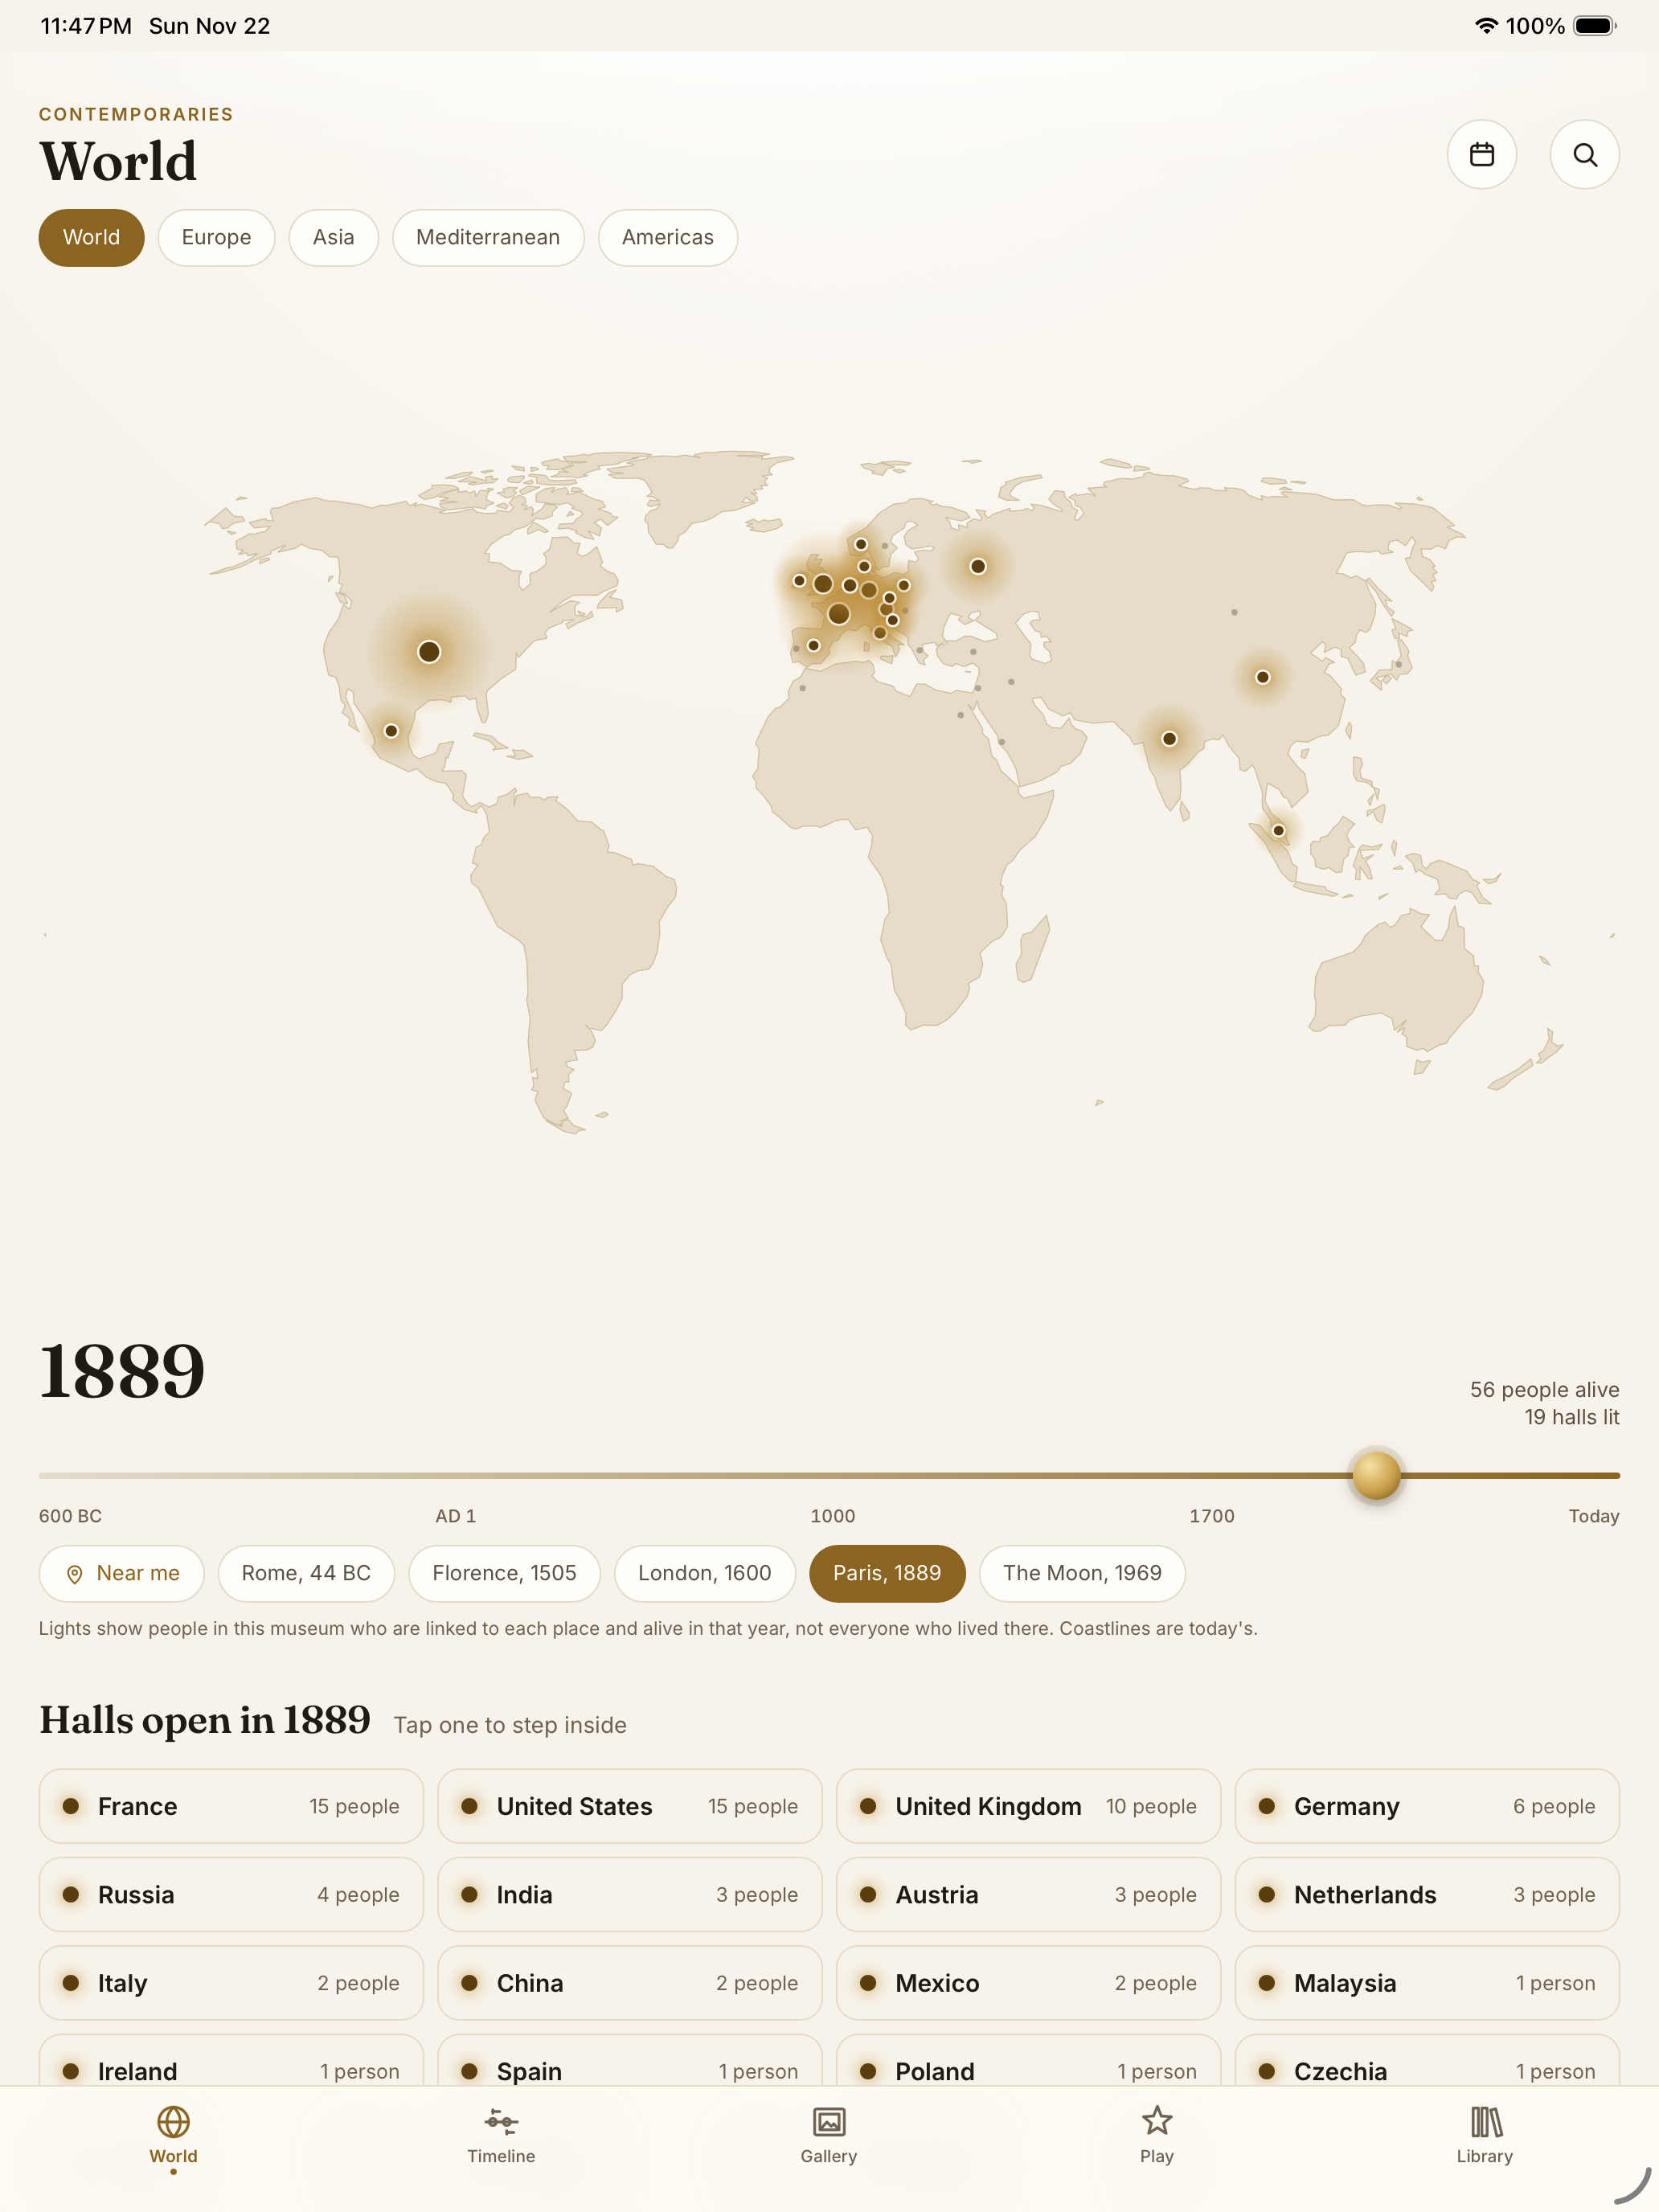 11:47 PM Sun Nov 22 100%
CONTEMPORARIES
World
World Europe Asia Mediterranean Americas
1889
56 people alive
19 halls lit
600 BC AD 1 1000 1700 Today
Near me Rome, 44 BC Florence, 1505 London, 1600 Paris, 1889 The Moon, 1969
Lights show people in this museum who are linked to each place and alive in that year, not everyone who lived there. Coastlines are today's.
Halls open in 1889 Tap one to step inside
France 15 people United States 15 people United Kingdom 10 people Germany 6 people
Russia 4 people India 3 people Austria 3 people Netherlands 3 people
Italy 2 people China 2 people Mexico 2 people Malaysia 1 person
Ireland 1 person Spain 1 person Poland 1 person Czechia 1 person
World Timeline Gallery Play Library